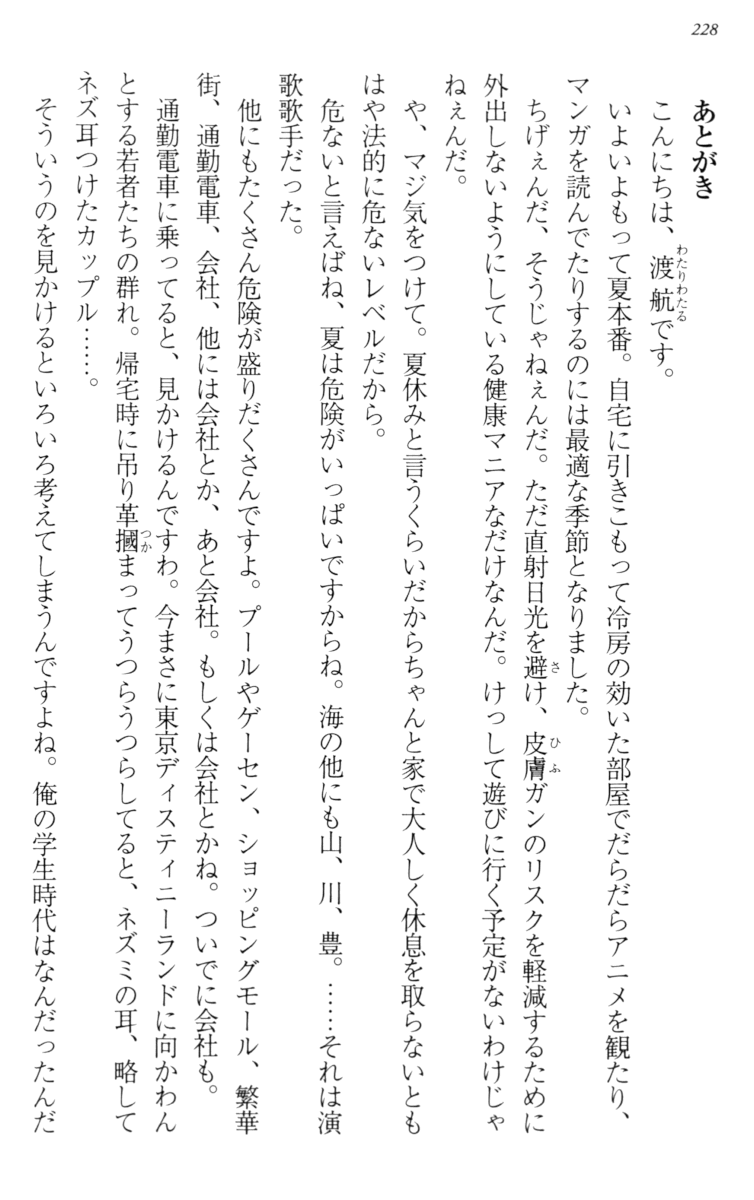 228
あとがき
こんにちは、渡航です。
わたりわたる
いよいよもって夏本番。自宅に引きこもって冷房の効いた部屋でだらだらアニメを観たり、
マンガを読んでたりするのには最適な季節となりました。
ちげぇんだ、そうじゃねぇんだ。ただ直射日光を避け、皮膚ガンのリスクを軽減するために
さ
ひふ
外出しないようにしている健康マニアなだけなんだ。けっして遊びに行く予定がないわけじゃ
ねぇんだ。
や、マジ気をつけて。夏休みと言うくらいだからちゃんと家で大人しく休息を取らないとも
はや法的に危ないレベルだから。
危ないと言えばね、夏は危険がいっぱいですからね。海の他にも山、川、豊。……それは演
歌歌手だった。
他にもたくさん危険が盛りだくさんですよ。プールやゲーセン、ショッピングモール、繁華
街、通勤電車、会社、他には会社とか、あと会社。もしくは会社とかね。ついでに会社も。
通勤電車に乗ってると、見かけるんですわ。今まさに東京ディスティニーランドに向かわん
とする若者たちの群れ。帰宅時に吊り革摑まってうつらうつらしてると、ネズミの耳、略して
つか
ネズ耳つけたカップル……。
そういうのを見かけるといろいろ考えてしまうんですよね。俺の学生時代はなんだったんだ